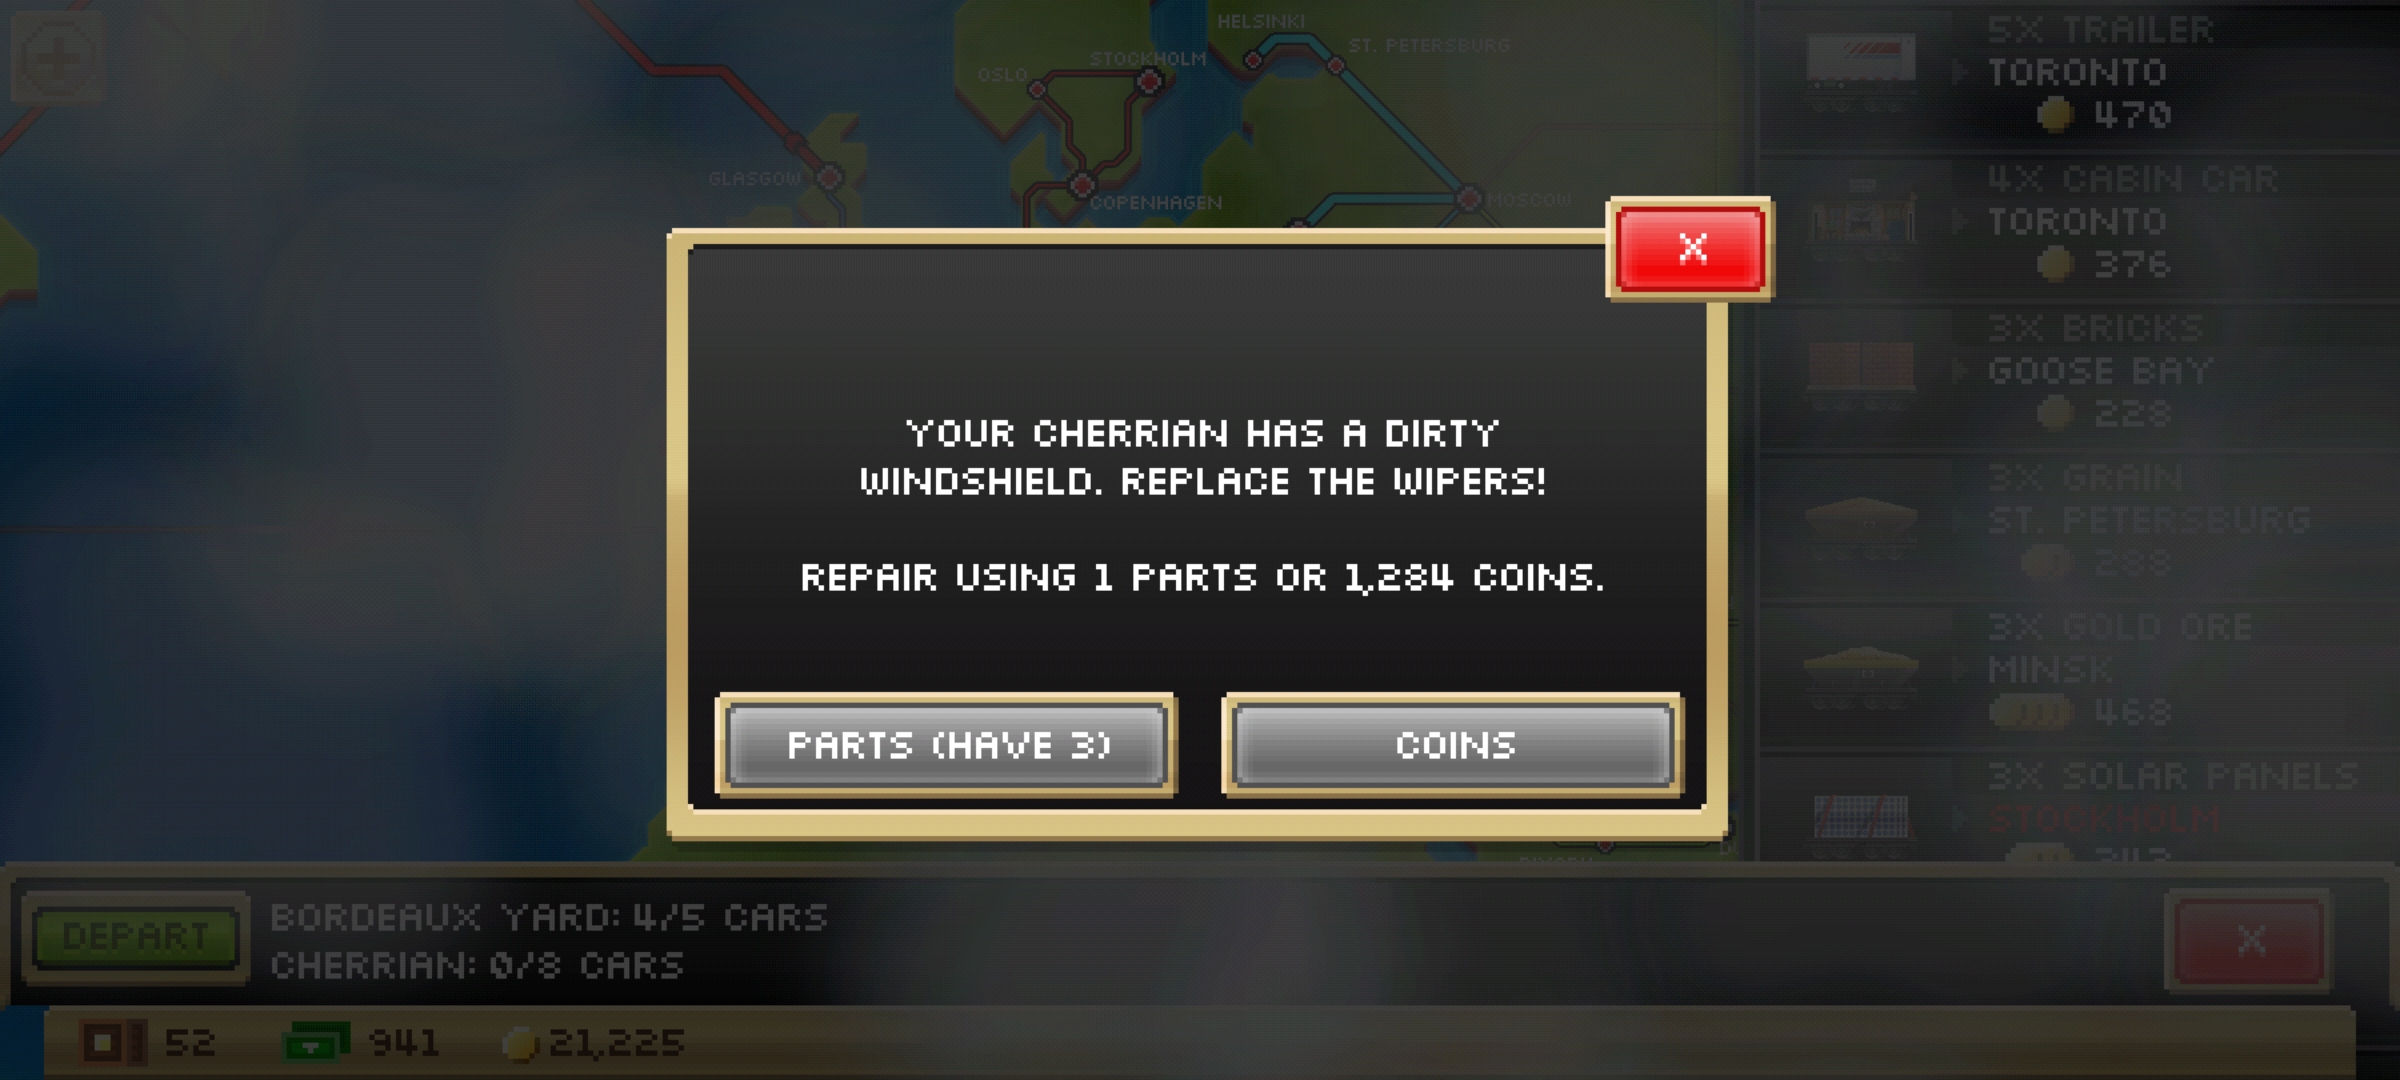 HELSINKI
ST. PETERSBURG
STOCKHOLM
OSLO
GLASGOW
COPENHAGEN
MOSCOW
5X TRAILER
TORONTO
470
4X CABIN CAR
TORONTO
376
3X BRICKS
GOOSE BAY
228
3X GRAIN
ST. PETERSBURG
288
3X GOLD ORE
MINSK
468
3X SOLAR PANELS
STOCKHOLM
X
YOUR CHERRIAN HAS A DIRTY
WINDSHIELD. REPLACE THE WIPERS!
REPAIR USING 1 PARTS OR 1,284 COINS.
PARTS (HAVE 3)
COINS
DEPART
BORDEAUX YARD: 4/5 CARS
CHERRIAN: 0/8 CARS
X
52
941
21,225